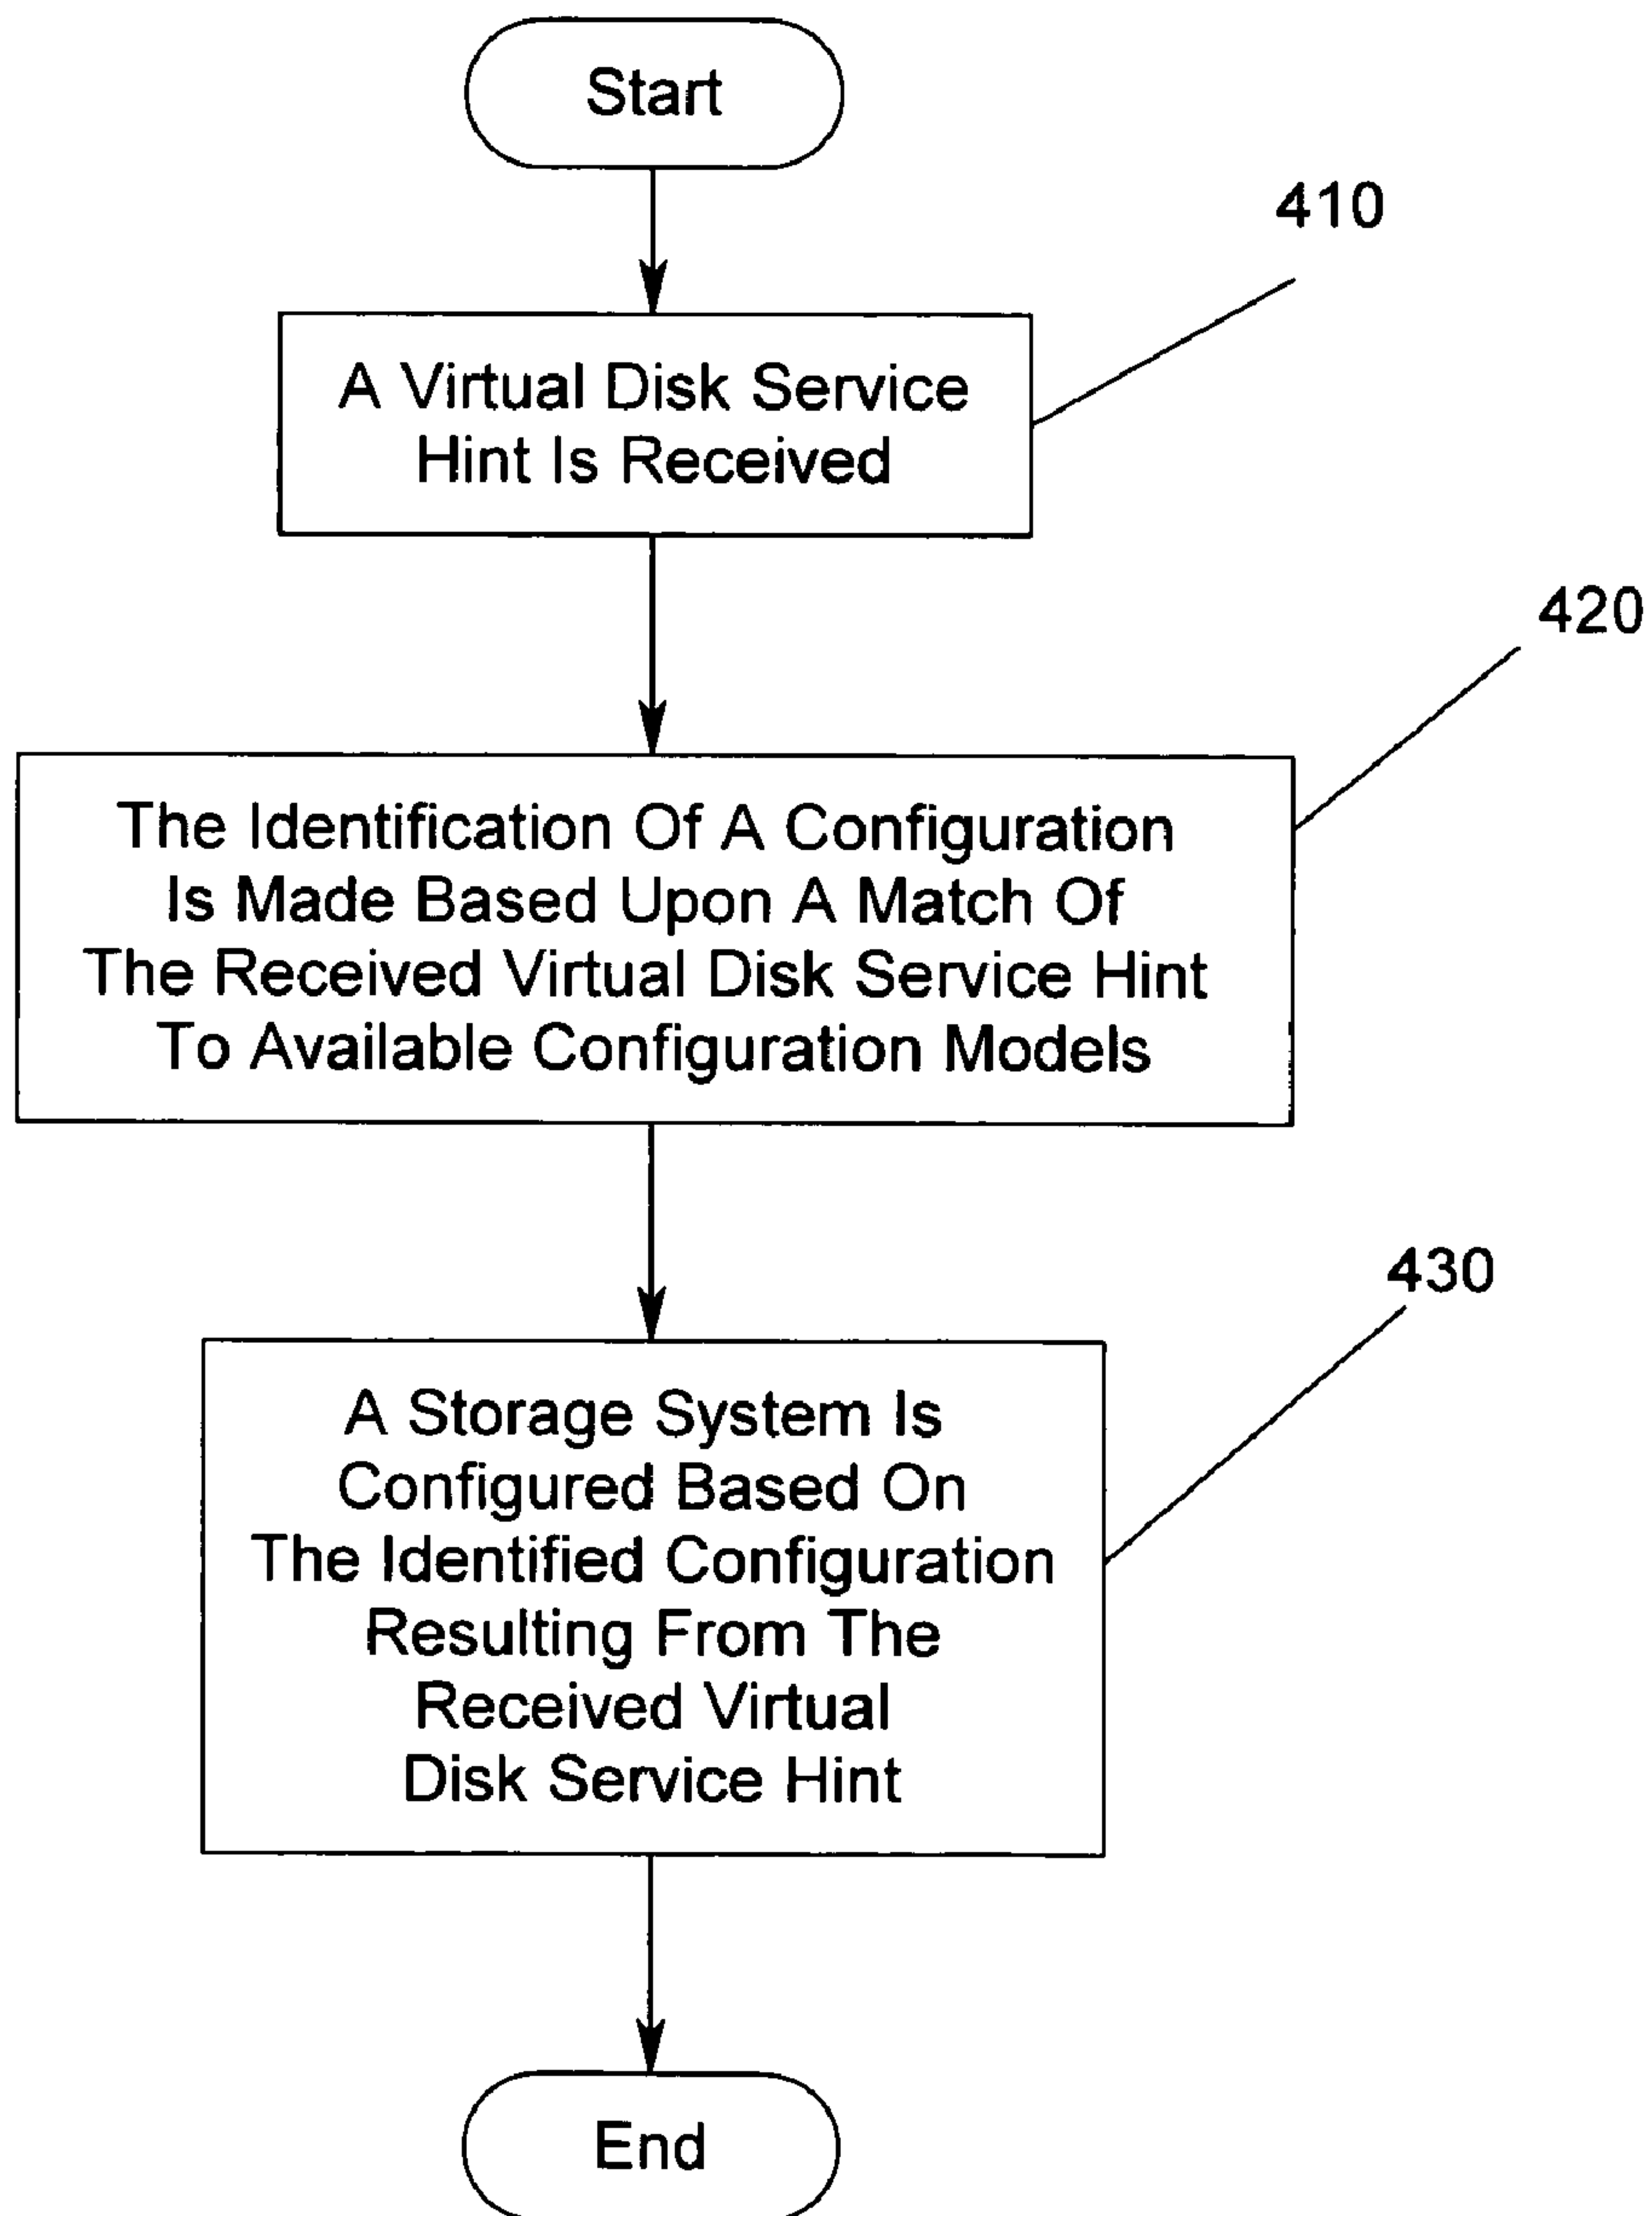 Start
410
A Virtual Disk Service
Hint Is Received
420
The Identification Of A Configuration
Is Made Based Upon A Match Of
The Received Virtual Disk Service Hint
To Available Configuration Models
430
A Storage System Is
Configured Based On
The Identified Configuration
Resulting From The
Received Virtual
Disk Service Hint
End